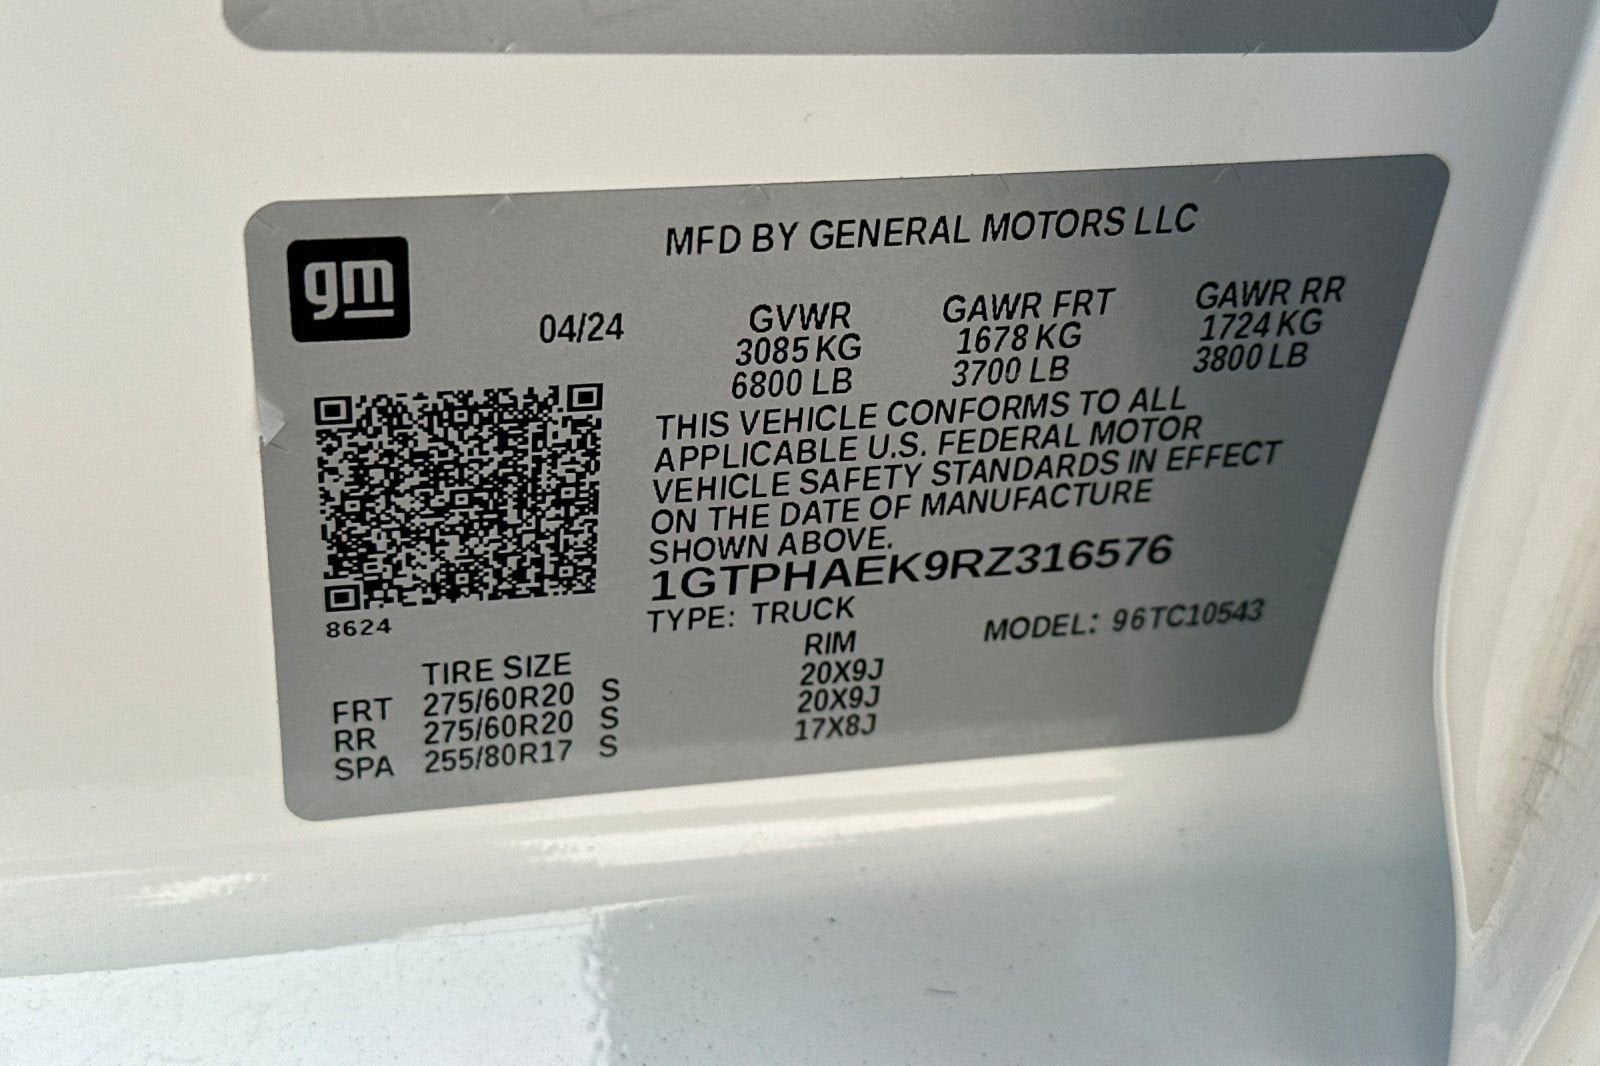 MFD BY GENERAL MOTORS LLC
gm
04/24 GVWR GAWR FRT GAWR RR
3085 KG 1678 KG 1724 KG
6800 LB 3700 LB 3800 LB
THIS VEHICLE CONFORMS TO ALL
APPLICABLE U.S. FEDERAL MOTOR
VEHICLE SAFETY STANDARDS IN EFFECT
ON THE DATE OF MANUFACTURE
SHOWN ABOVE.
1GTPHAEK9RZ316576
TYPE: TRUCK MODEL: 96TC10543
8624
TIRE SIZE RIM
FRT 275/60R20 S 20X9J
RR 275/60R20 S 20X9J
SPA 255/80R17 S 17X8J